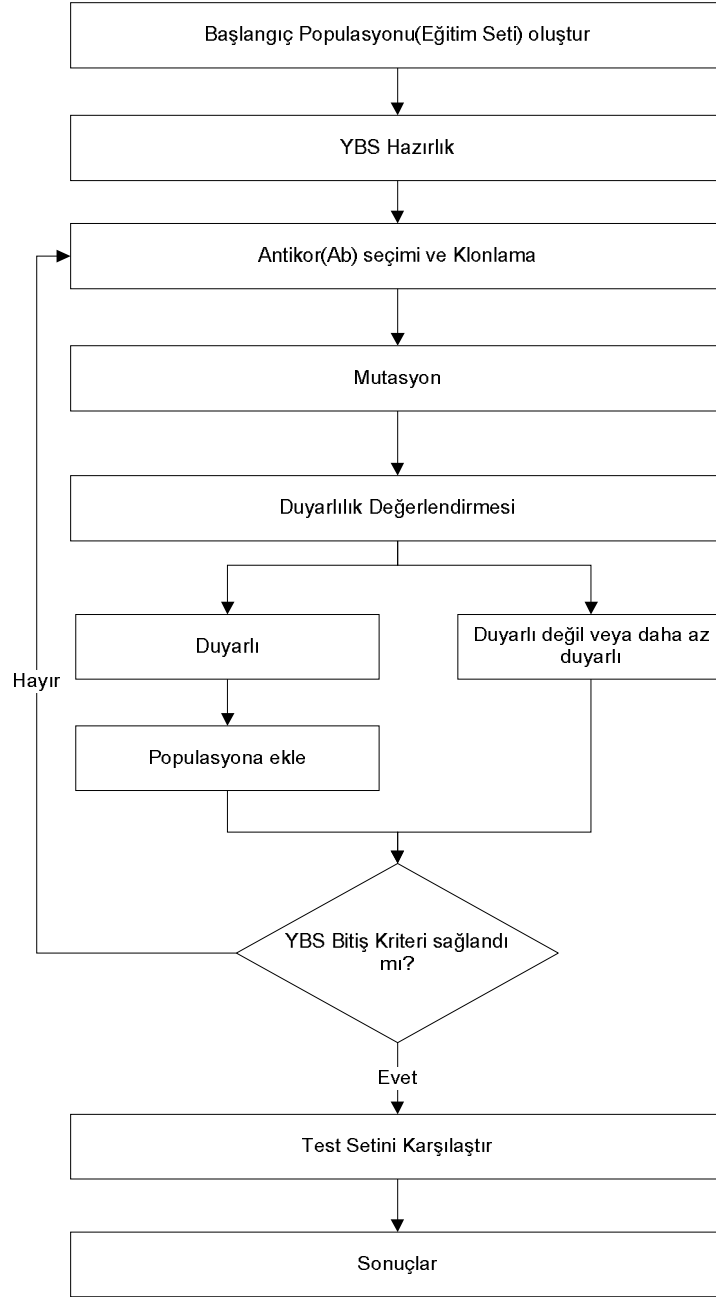 Başlangıç Populasyonu(Eğitim Seti) oluştur
YBS Hazırlık
Antikor(Ab) seçimi ve Klonlama
Mutasyon
Duyarlılık Değerlendirmesi
Duyarlı
Duyarlı değil veya daha az
duyarlı
Hayır
Populasyona ekle
YBS Bitiş Kriteri sağlandı
mı?
Evet
Test Setini Karşılaştır
Sonuçlar